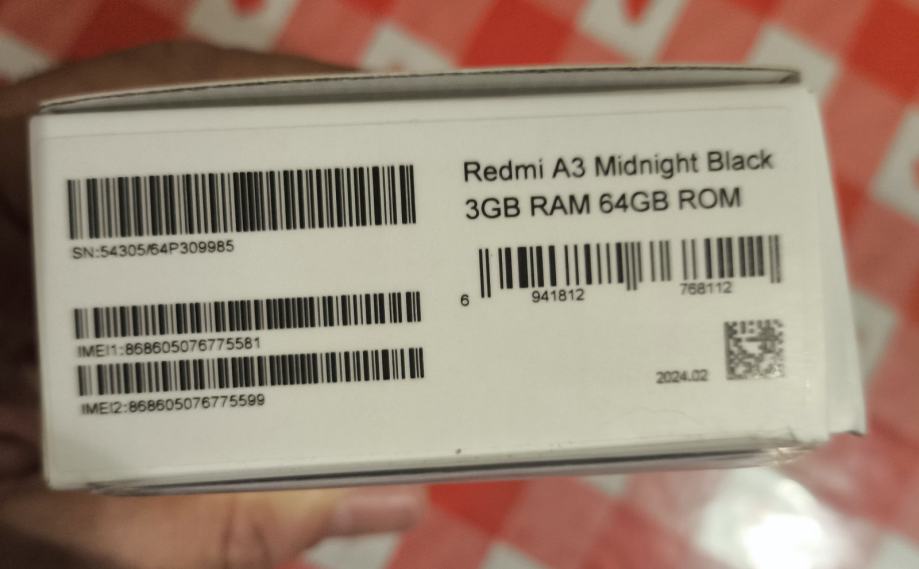 Redmi A3 Midnight Black
3GB RAM 64GB ROM
SN:54305/64P309985
6 941812 768112
IMEI1:868605076775581
IMEI2:868605076775599
2024.02